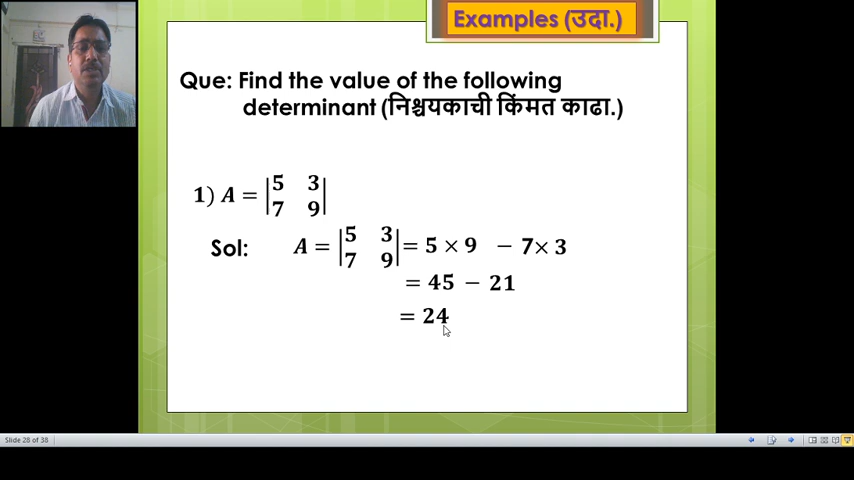 Examples (उदा.)
Que: Find the value of the following
determinant (निश्चयकाची किंमत काढा.)
1) A = |5 3|
|7 9|
Sol: A = |5 3| = 5 × 9 − 7× 3
|7 9|
= 45 − 21
= 24
Slide 28 of 38